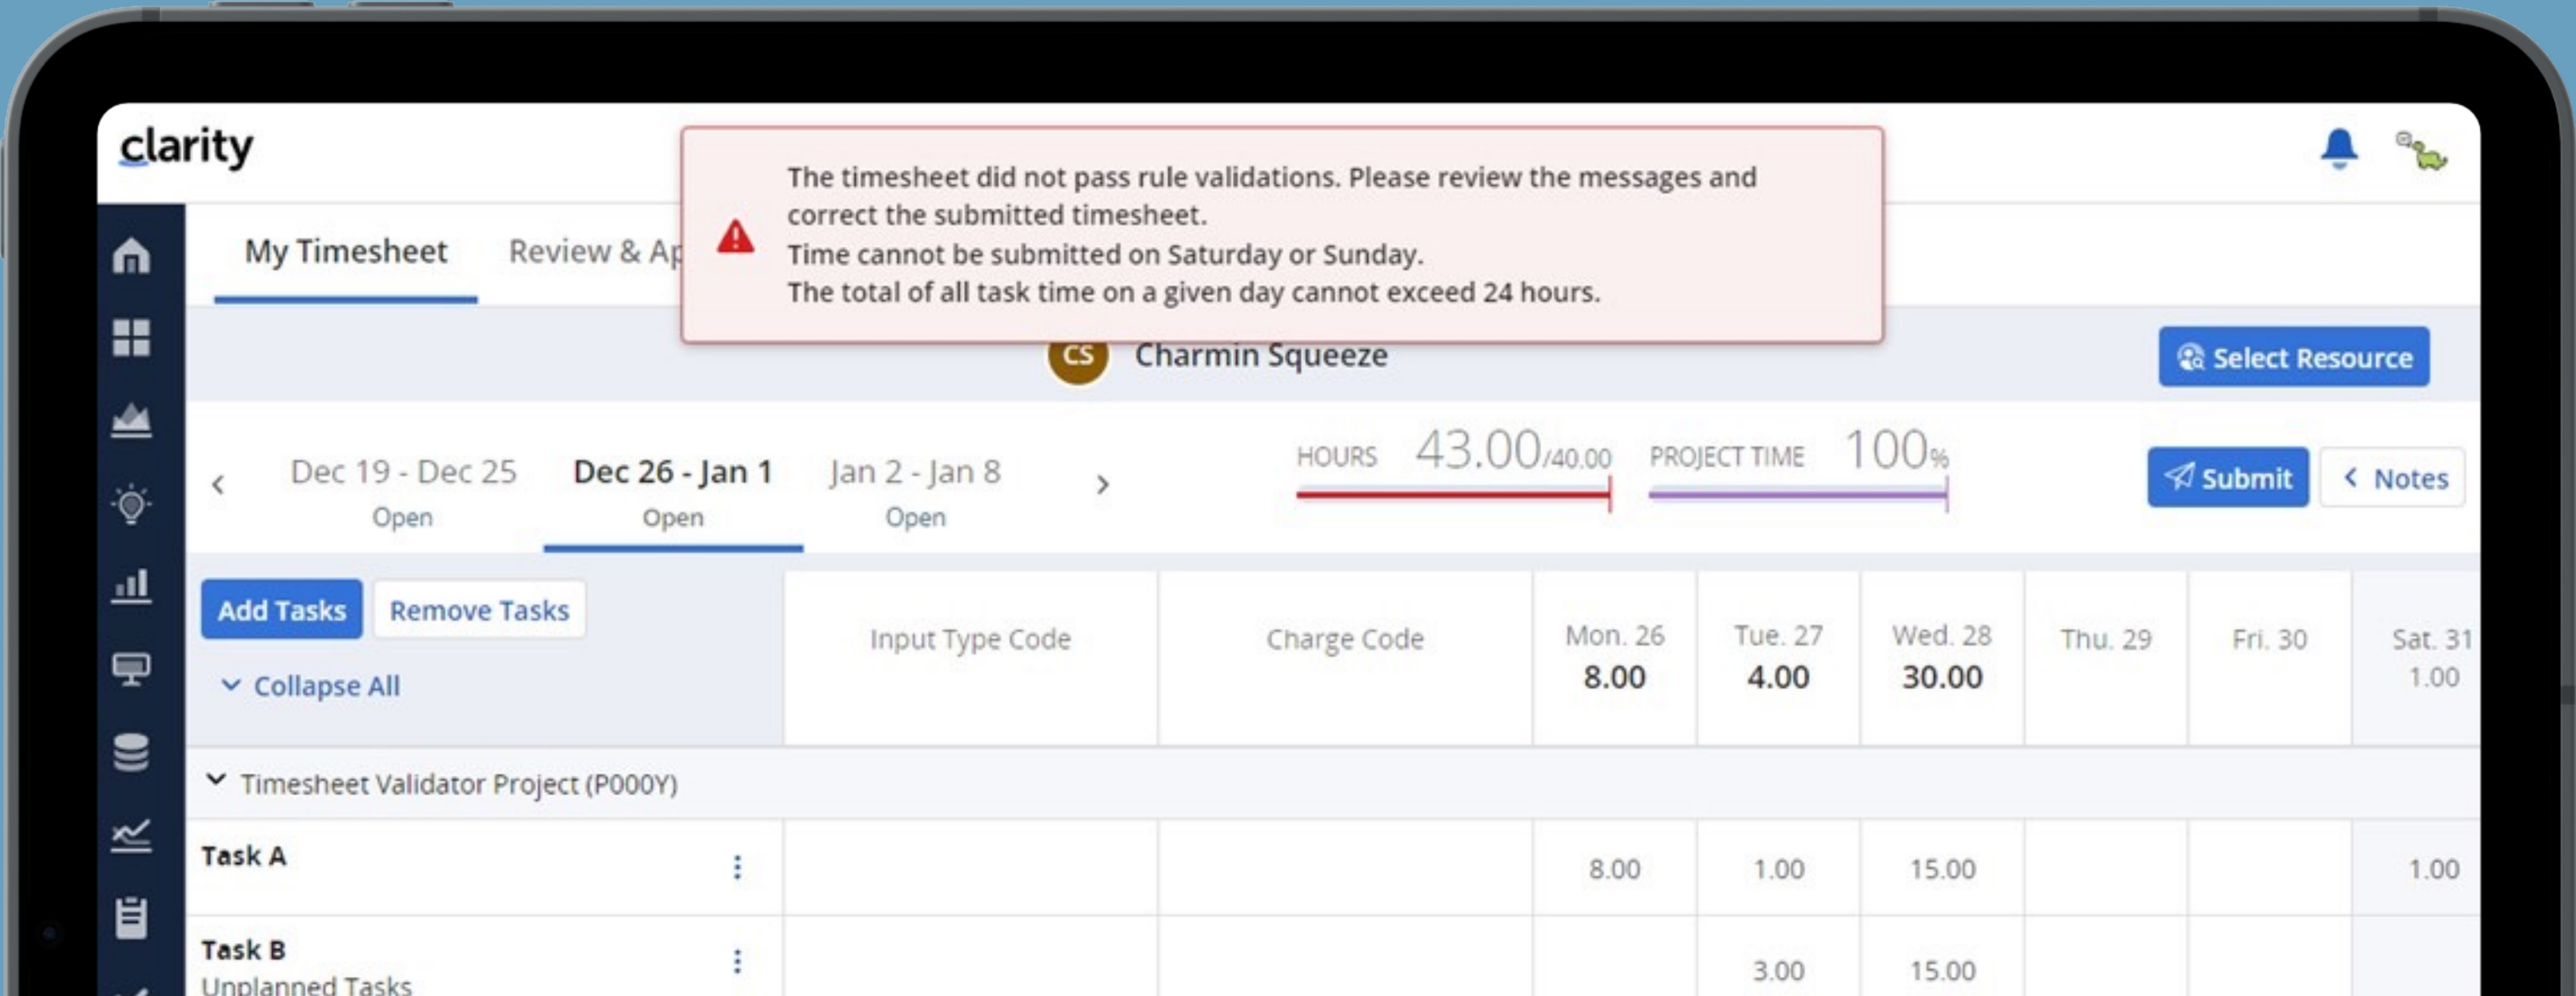 clarity
The timesheet did not pass rule validations. Please review the messages and
correct the submitted timesheet.
Time cannot be submitted on Saturday or Sunday.
The total of all task time on a given day cannot exceed 24 hours.
My Timesheet
Review &
CS
Charmin Squeeze
Select Resource
Dec 19 - Dec 25
Open
Dec 26 - Jan 1
Open
Jan 2 - Jan 8
Open
HOURS 43.00/40.00
PROJECT TIME 100%
Submit
Notes
Add Tasks
Remove Tasks
Collapse All
Input Type Code
Charge Code
Mon. 26
8.00
Tue. 27
4.00
Wed. 28
30.00
Thu. 29
Fri. 30
Sat. 31
1.00
Timesheet Validator Project (P000Y)
Task A 8.00 1.00 15.00 1.00
Task B 3.00 15.00
Unplanned Tasks